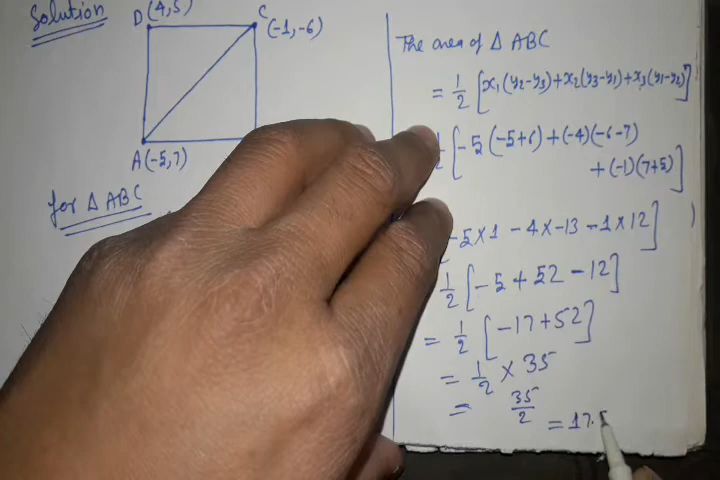 Solution
D(4,5)
C
(-1,-6)
A(-5,7)
for Δ ABC
The area of Δ ABC
= 1/2 [x₁(y₂-y₃)+x₂(y₃-y₁)+x₃(y₁-y₂)]
[-5(-5+6)+(-4)(-6-7)
+(-1)(7+5)]
-5×1 -4×-13 -1×12]
1/2 [-5+52-12]
= 1/2 [-17+52]
= 1/2 × 35
= 35/2 = 17.